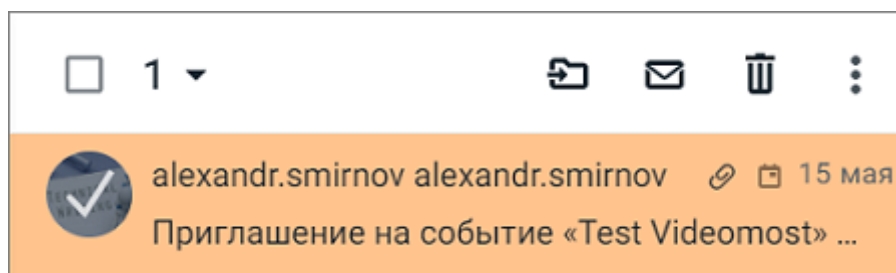 1
alexandr.smirnov alexandr.smirnov 15 мая
Приглашение на событие «Test Videomost» ...